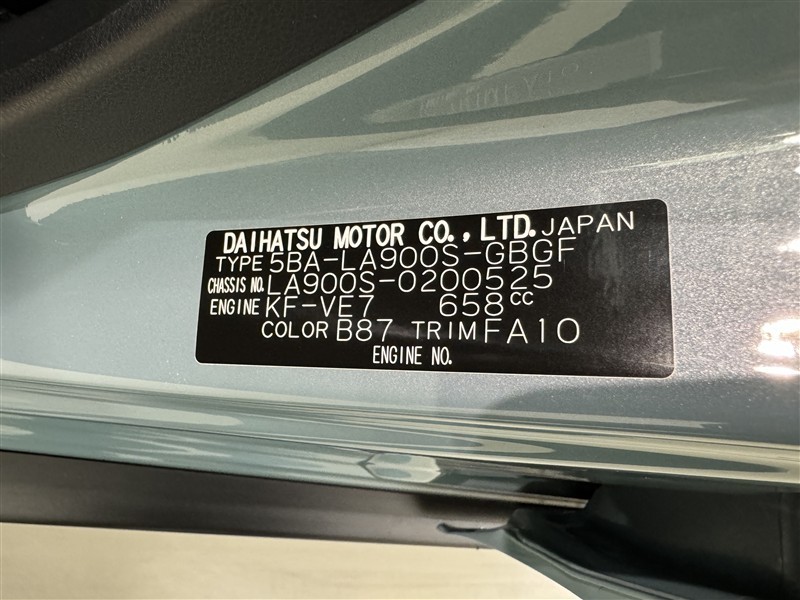 DAIHATSU MOTOR CO., LTD. JAPAN
TYPE 5BA-LA900S-GBGF
CHASSIS NO. LA900S-0200525
ENGINE KF-VE7 658cc
COLOR B87 TRIM FA10
ENGINE NO.